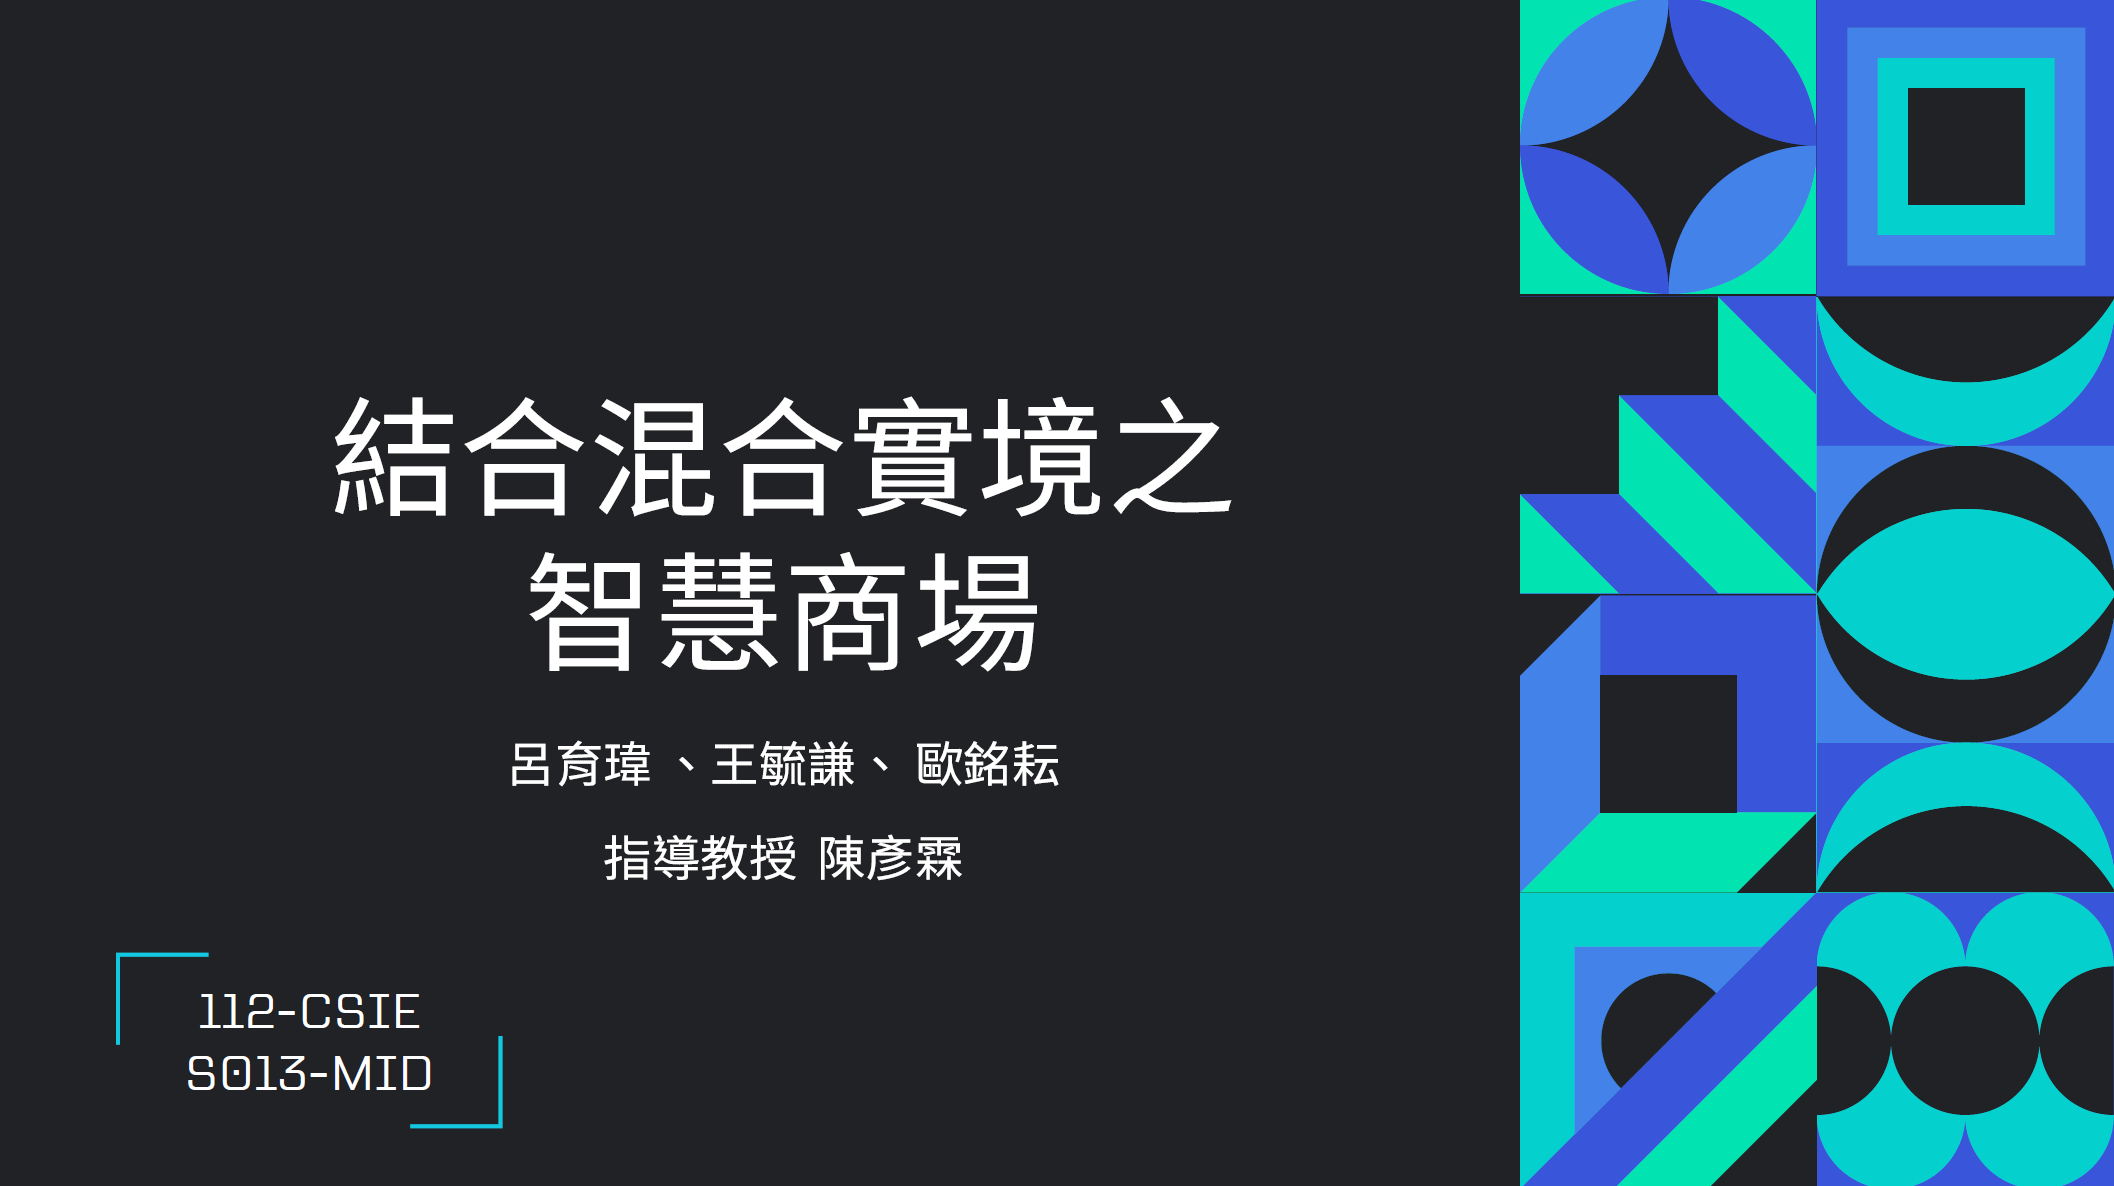 結合混合實境之
智慧商場
呂育瑋 、王毓謙、 歐銘耘
指導教授 陳彥霖
112-CSIE
S013-MID